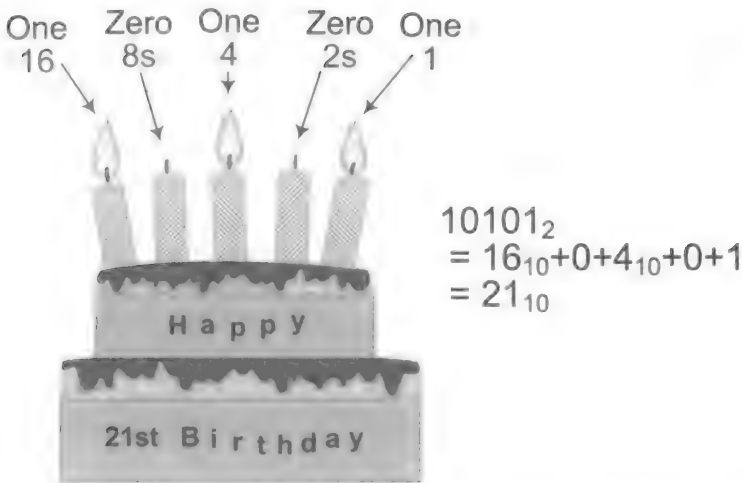 One Zero One Zero One
16 8s 4 2s 1
10101₂
= 16₁₀+0+4₁₀+0+1
= 21₁₀
Happy
21st Birthday